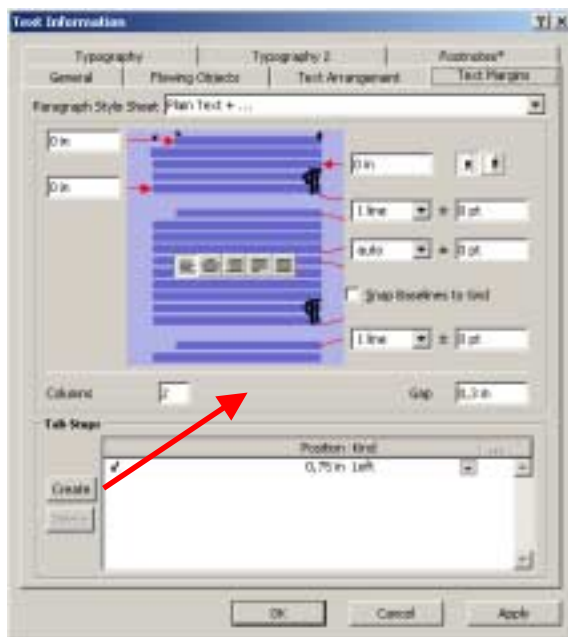 Text Information
Typography Typography 2 Footnotes*
General Flowing Objects Text Arrangement Text Margins
Paragraph Style Sheet Plain Text + ...
0 in
0 in
0 in
1 line ± 0 pt
auto ± 0 pt
Snap Baselines to Grid
1 line ± 0 pt
Columns 2 Gap 0,3 in
Tab Stops
Position Kind ...
0,75 in Left
Create
Delete
OK Cancel Apply